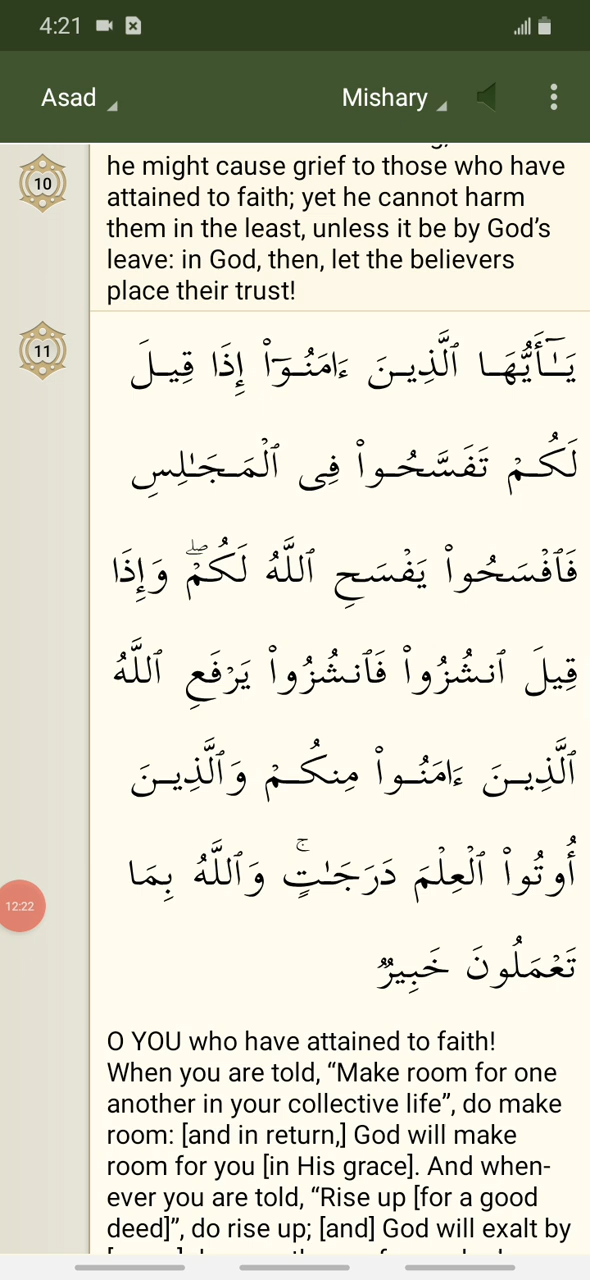 4:21
Asad
Mishary
10
he might cause grief to those who have
attained to faith; yet he cannot harm
them in the least, unless it be by God’s
leave: in God, then, let the believers
place their trust!
11
يَـٰٓأَيُّهَا ٱلَّذِينَ ءَامَنُوٓا۟ إِذَا قِيلَ
لَكُمْ تَفَسَّحُوا۟ فِى ٱلْمَجَـٰلِسِ
فَٱفْسَحُوا۟ يَفْسَحِ ٱللَّهُ لَكُمْ ۖ وَإِذَا
قِيلَ ٱنشُزُوا۟ فَٱنشُزُوا۟ يَرْفَعِ ٱللَّهُ
ٱلَّذِينَ ءَامَنُوا۟ مِنكُمْ وَٱلَّذِينَ
أُوتُوا۟ ٱلْعِلْمَ دَرَجَـٰتٍ ۚ وَٱللَّهُ بِمَا
12:22
تَعْمَلُونَ خَبِيرٌ
O YOU who have attained to faith!
When you are told, “Make room for one
another in your collective life”, do make
room: [and in return,] God will make
room for you [in His grace]. And when-
ever you are told, “Rise up [for a good
deed]”, do rise up; [and] God will exalt by